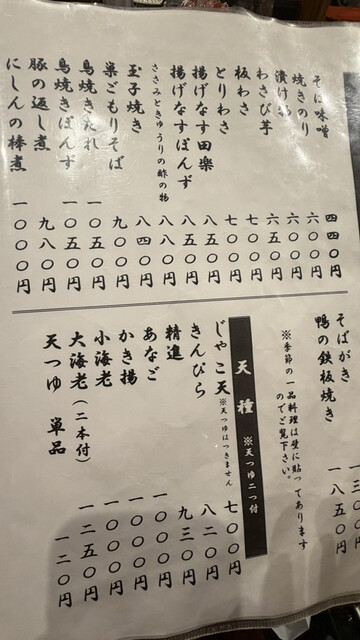 そば味噌 四四〇円
焼きのり 六〇〇円
漬け物 六〇〇円
わさび芋 六五〇円
板わさ 七〇〇円
とりわさ 七〇〇円
揚げなす田楽 八五〇円
揚げなすぽんず 八五〇円
ささみときゅうりの酢の物 八八〇円
玉子焼き 八四〇円
巣ごもりそば 九〇〇円
鳥焼きたれ 一〇五〇円
鳥焼きぽんず 一〇五〇円
豚の返し煮 九八〇円
にしんの棒煮 一〇〇〇円
そばがき
鴨の鉄板焼き 一八五〇円
※季節の一品料理は壁に貼ってあります
のでご覧下さい。
天種 ※天つゆ二つ付
じゃこ天※天つゆはつきません 七〇〇円
きんぴら 八二〇円
精進 九三〇円
あなご 一〇〇〇円
かき揚 一〇〇〇円
小海老 一〇〇〇円
大海老(二本付) 一二五〇円
天つゆ 単品 一二〇円